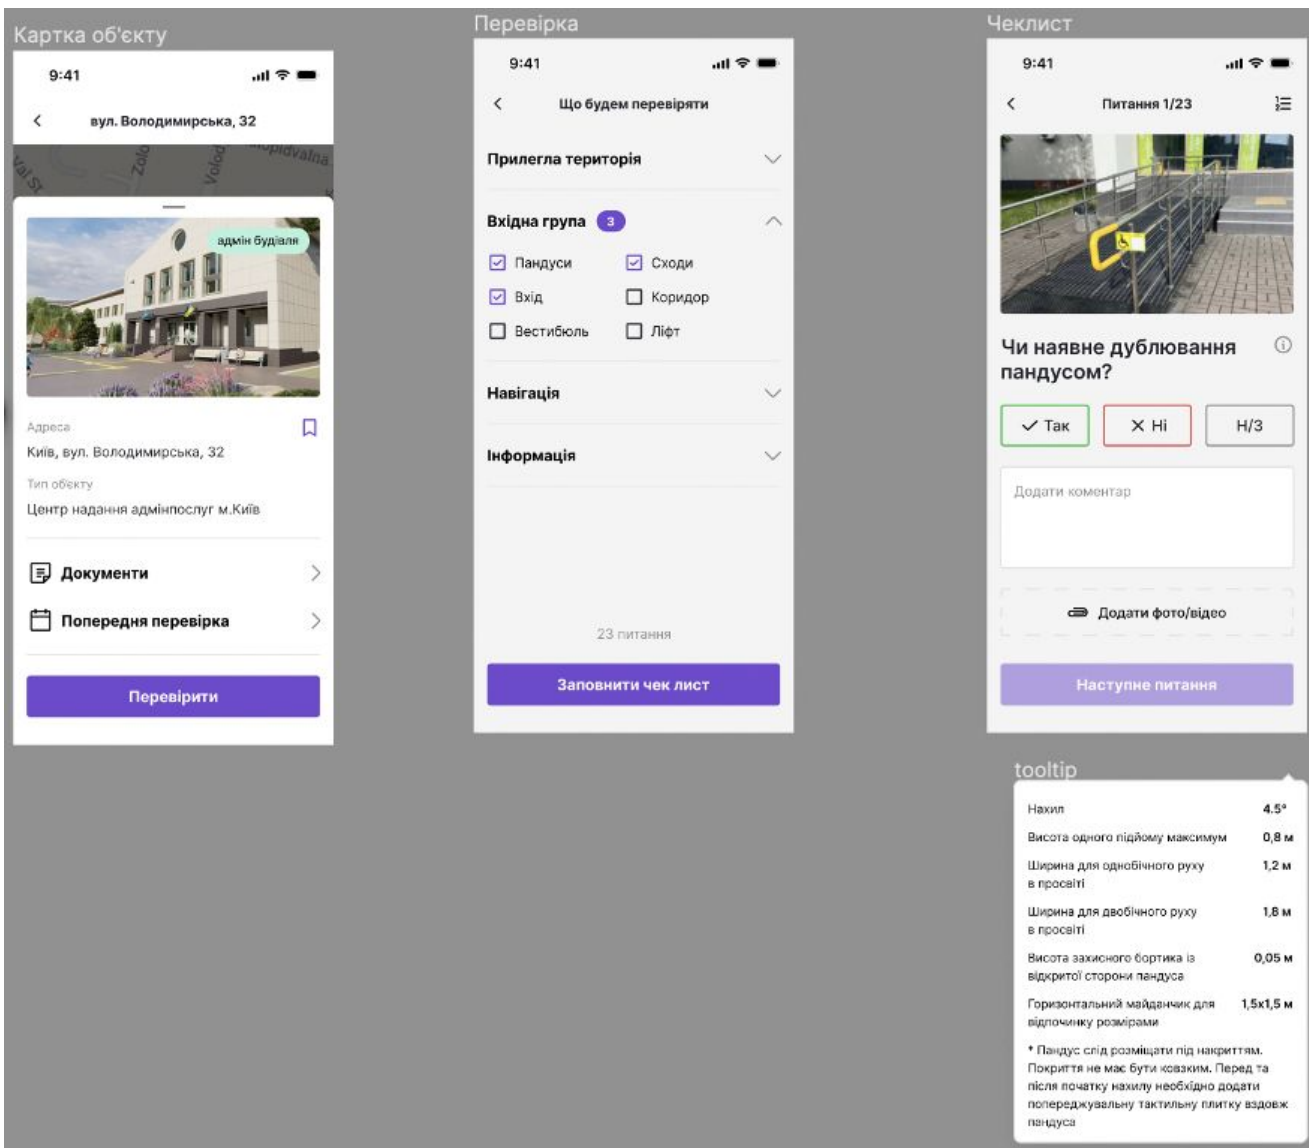 Картка об'єкту
9:41
вул. Володимирська, 32
Val St
Zolo
Volod
opidvalna
адмін будівля
Адреса
Київ, вул. Володимирська, 32
Тип об'єкту
Центр надання адмінпослуг м.Київ
Документи
Попередня перевірка
Перевірити
Перевірка
9:41
Що будем перевіряти
Прилегла територія
Вхідна група 3
Пандуси Сходи
Вхід Коридор
Вестибюль Ліфт
Навігація
Інформація
23 питання
Заповнити чек лист
Чеклист
9:41
Питання 1/23
Чи наявне дублювання
пандусом?
Так Ні Н/З
Додати коментар
Додати фото/відео
Наступне питання
tooltip
Нахил 4.5°
Висота одного підйому максимум 0,8 м
Ширина для однобічного руху 1,2 м
в просвіті
Ширина для двобічного руху 1,8 м
в просвіті
Висота захисного бортика із 0,05 м
відкритої сторони пандуса
Горизонтальний майданчик для 1,5х1,5 м
відпочинку розмірами
* Пандус слід розміщати під накриттям.
Покриття не має бути ковзким. Перед та
після початку нахилу необхідно додати
попереджувальну тактильну плитку вздовж
пандуса